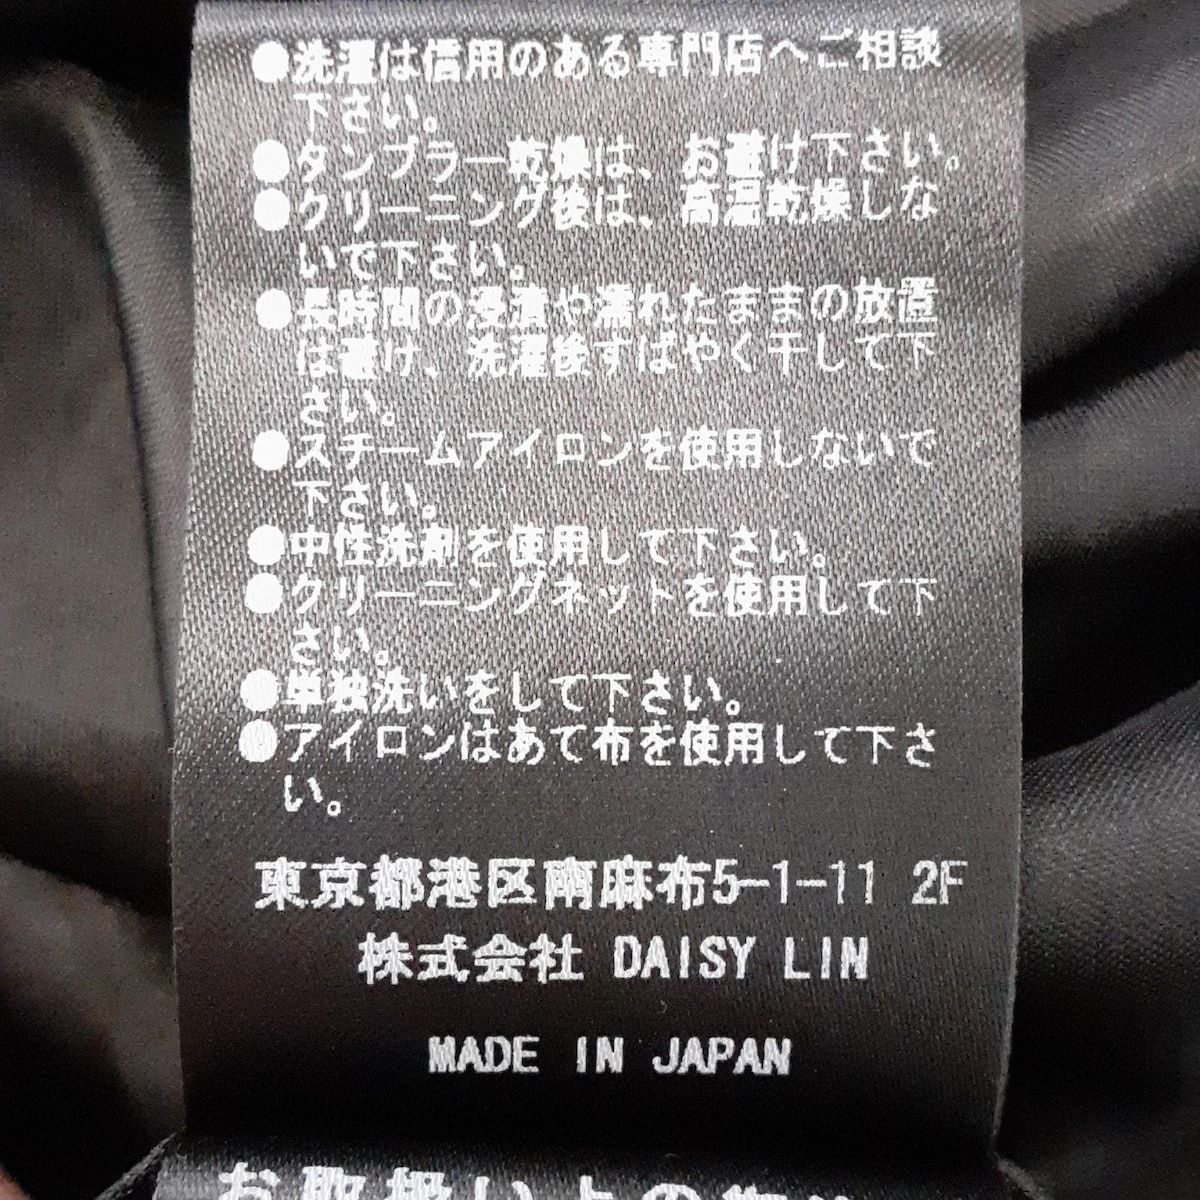 ●洗濯は信用のある専門店へご相談
下さい。
●タンブラー乾燥は、お避け下さい。
●クリーニング後は、高温乾燥しな
いで下さい。
●長時間の浸漬や濡れたままの放置
は避け、洗濯後すばやく干して下
さい。
●スチームアイロンを使用しないで
下さい。
●中性洗剤を使用して下さい。
●クリーニングネットを使用して下
さい。
●単独洗いをして下さい。
●アイロンはあて布を使用して下さ
い。
東京都港区南麻布5-1-11 2F
株式会社 DAISY LIN
MADE IN JAPAN
お取扱い上の